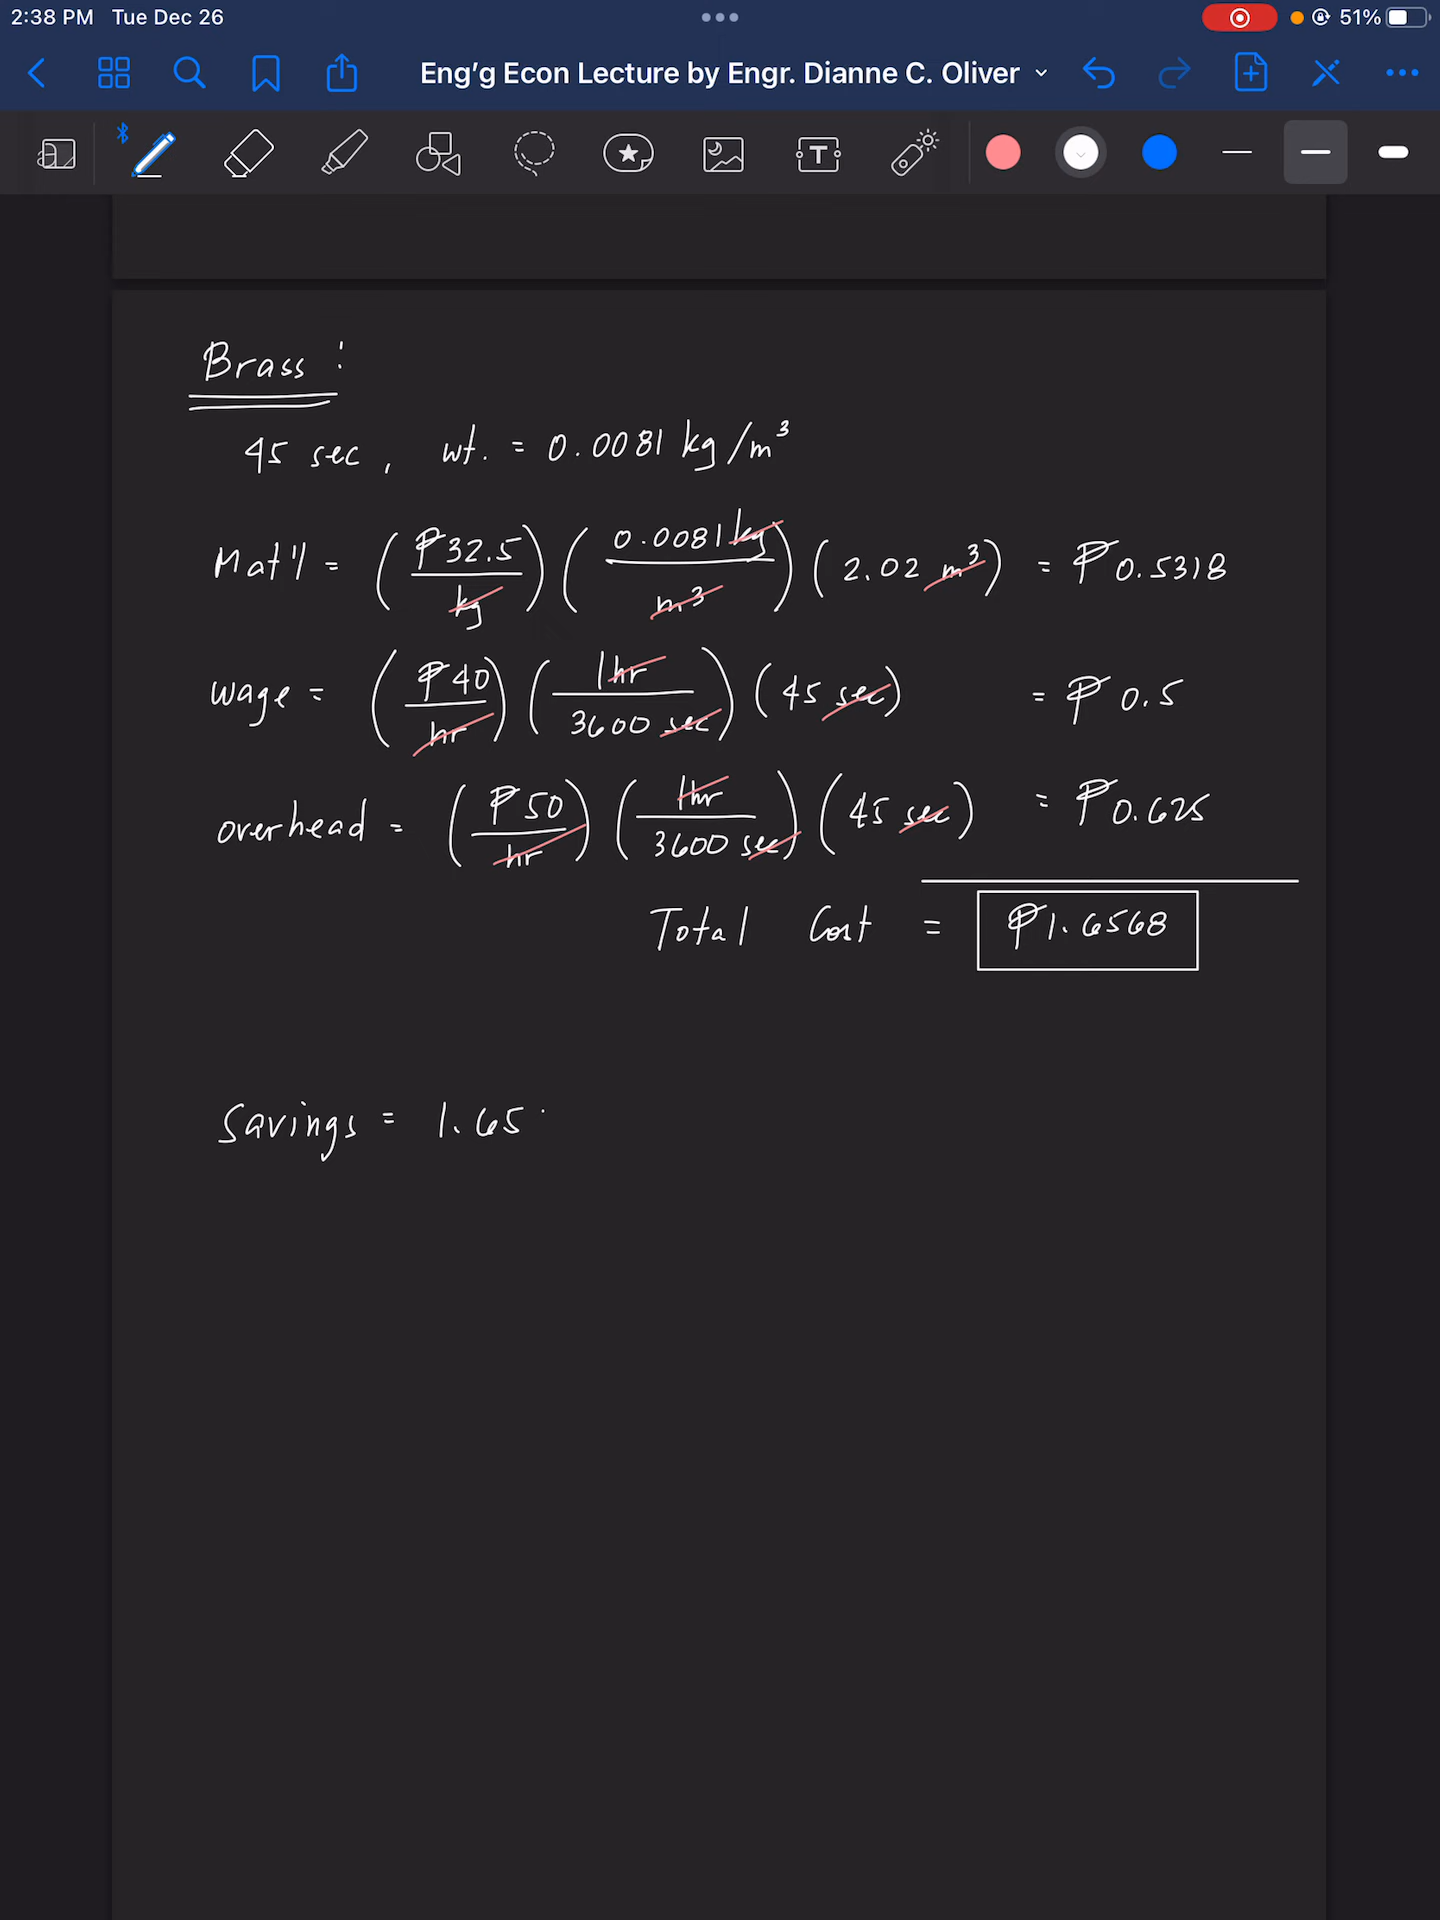 2:38 PM Tue Dec 26
51%
Eng'g Econ Lecture by Engr. Dianne C. Oliver
Brass :
45 sec, wt. = 0.0081 kg/m³
Mat'l = (₱32.5/kg) (0.0081 kg/m³) (2.02 m³) = ₱0.5318
wage = (₱40/hr) (1hr/3600 sec) (45 sec) = ₱0.5
overhead = (₱50/hr) (1hr/3600 sec) (45 sec) = ₱0.625
Total Cost = ₱1.6568
Savings = 1.65